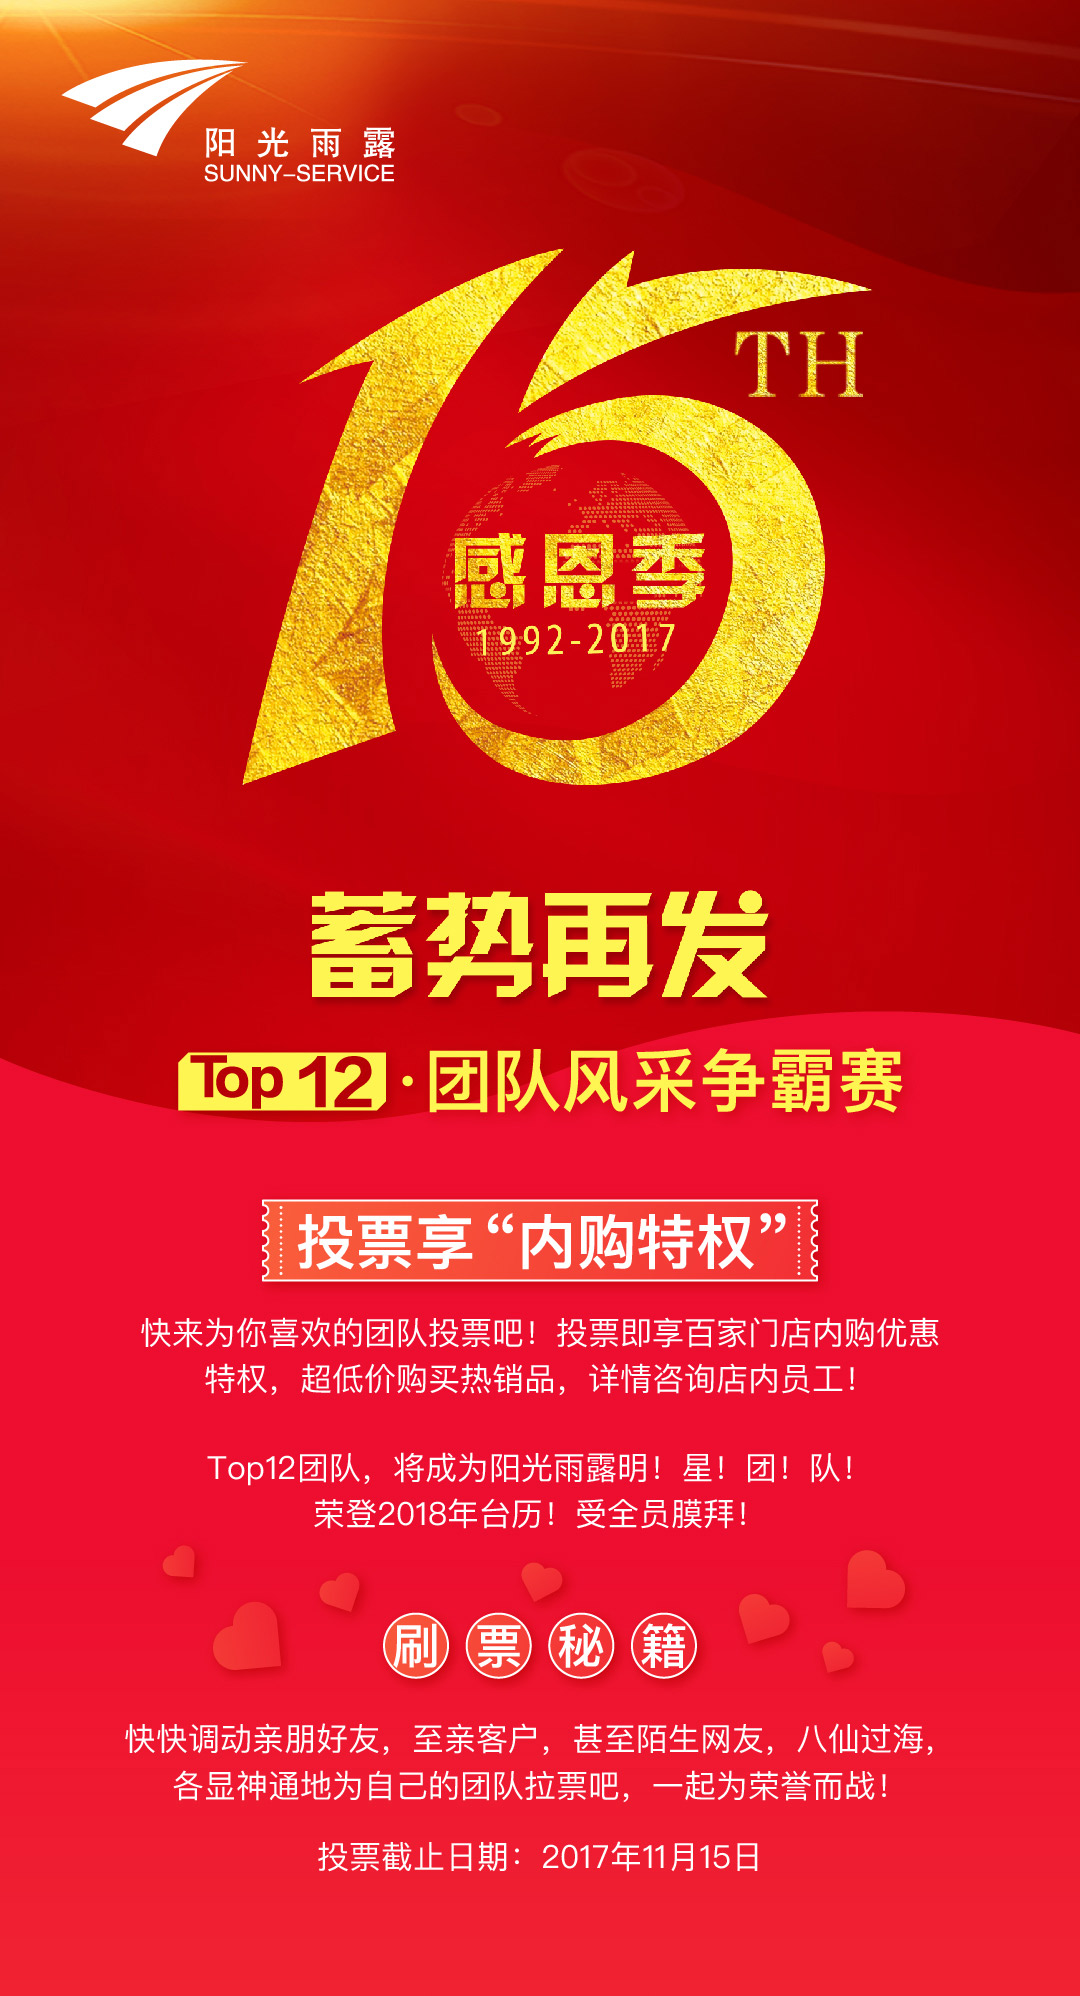 阳光雨露
SUNNY-SERVICE
15
TH
感恩季
1992-2017
蓄势再发
Top 12·团队风采争霸赛
投票享“内购特权”
快来为你喜欢的团队投票吧！投票即享百家门店内购优惠
特权，超低价购买热销品，详情咨询店内员工！
Top12团队，将成为阳光雨露明！星！团！队！
荣登2018年台历！受全员膜拜！
刷票秘籍
快快调动亲朋好友，至亲客户，甚至陌生网友，八仙过海，
各显神通地为自己的团队拉票吧，一起为荣誉而战！
投票截止日期：2017年11月15日